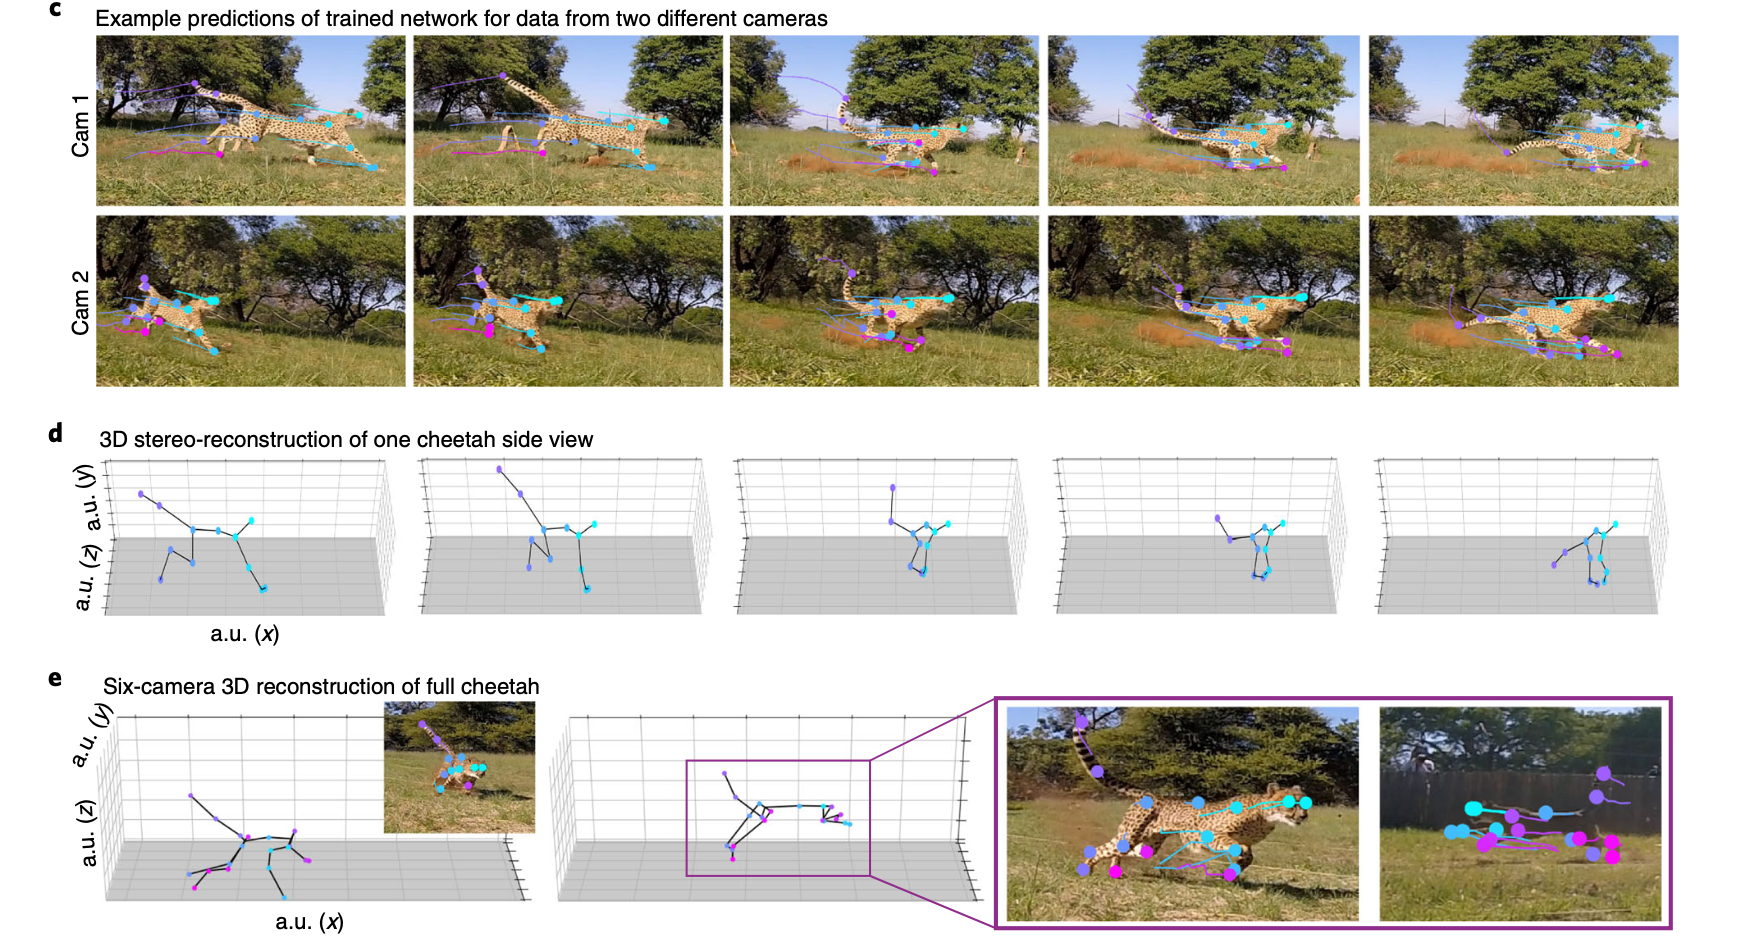 c
Example predictions of trained network for data from two different cameras
Cam 1
Cam 2
d
3D stereo-reconstruction of one cheetah side view
a.u. (y)
a.u. (z)
a.u. (x)
e
Six-camera 3D reconstruction of full cheetah
a.u. (y)
a.u. (z)
a.u. (x)